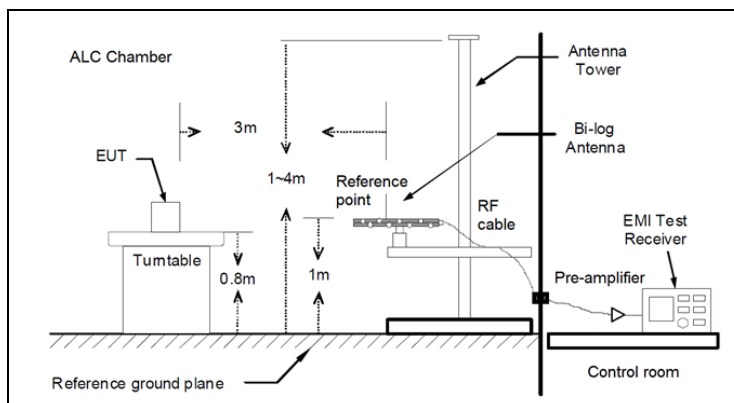 ALC Chamber
Antenna
Tower
3m
Bi-log
Antenna
EUT
1~4m
Reference
point
RF
cable
EMI Test
Receiver
Turntable
0.8m
1m
Pre-amplifier
Reference ground plane
Control room